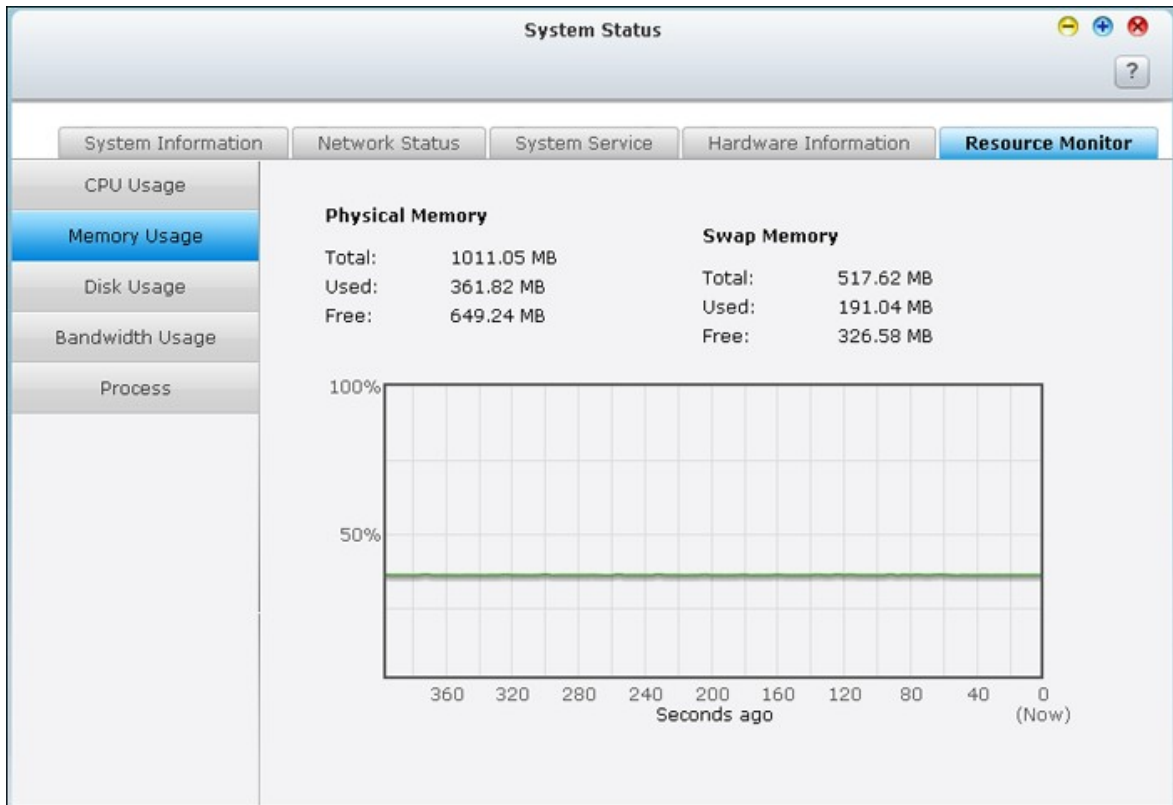 System Status
?
System Information
Network Status
System Service
Hardware Information
Resource Monitor
CPU Usage
Memory Usage
Disk Usage
Bandwidth Usage
Process
Physical Memory
Total: 1011.05 MB
Used: 361.82 MB
Free: 649.24 MB
Swap Memory
Total: 517.62 MB
Used: 191.04 MB
Free: 326.58 MB
100%
50%
360 320 280 240 200 160 120 80 40 0
Seconds ago
(Now)